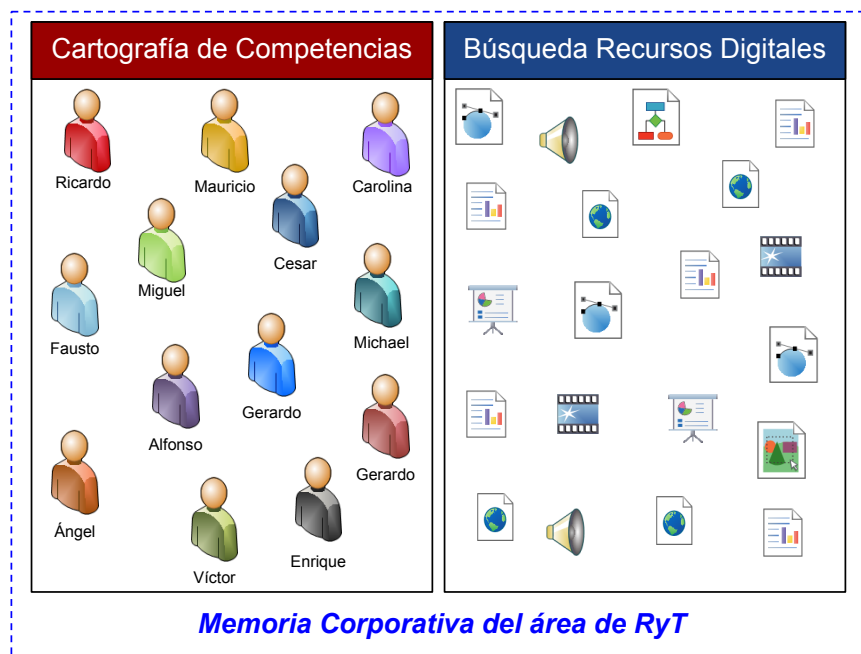 Cartografía de Competencias
Búsqueda Recursos Digitales
Ricardo
Mauricio
Carolina
Cesar
Miguel
Michael
Fausto
Gerardo
Alfonso
Gerardo
Ángel
Enrique
Víctor
Memoria Corporativa del área de RyT